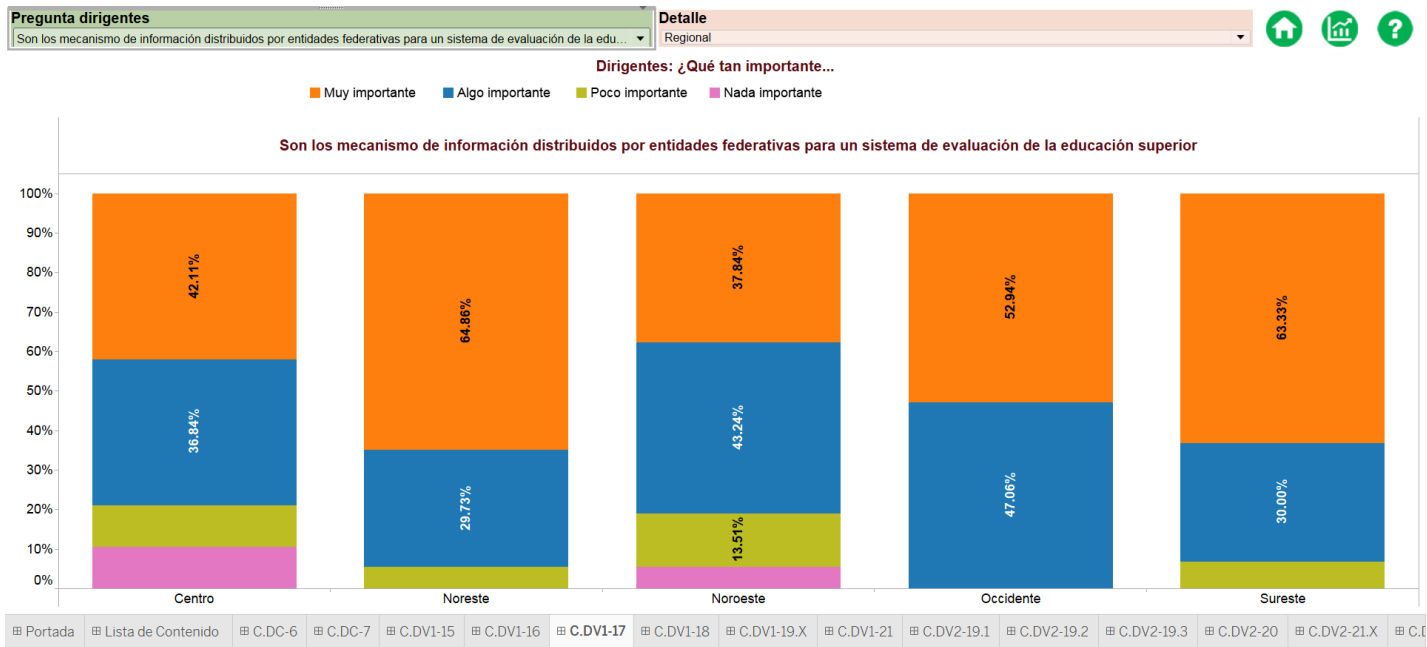 Pregunta dirigentes
Son los mecanismo de información distribuidos por entidades federativas para un sistema de evaluación de la edu...
Detalle
Regional
?
Dirigentes: ¿Qué tan importante...
Muy importante Algo importante Poco importante Nada importante
Son los mecanismo de información distribuidos por entidades federativas para un sistema de evaluación de la educación superior
100%
90%
80%
70%
60%
50%
40%
30%
20%
10%
0%
42.11%
36.84%
64.86%
29.73%
37.84%
43.24%
13.51%
52.94%
47.06%
63.33%
30.00%
Centro Noreste Noroeste Occidente Sureste
Portada Lista de Contenido C.DC-6 C.DC-7 C.DV1-15 C.DV1-16 C.DV1-17 C.DV1-18 C.DV1-19.X C.DV1-21 C.DV2-19.1 C.DV2-19.2 C.DV2-19.3 C.DV2-20 C.DV2-21.X